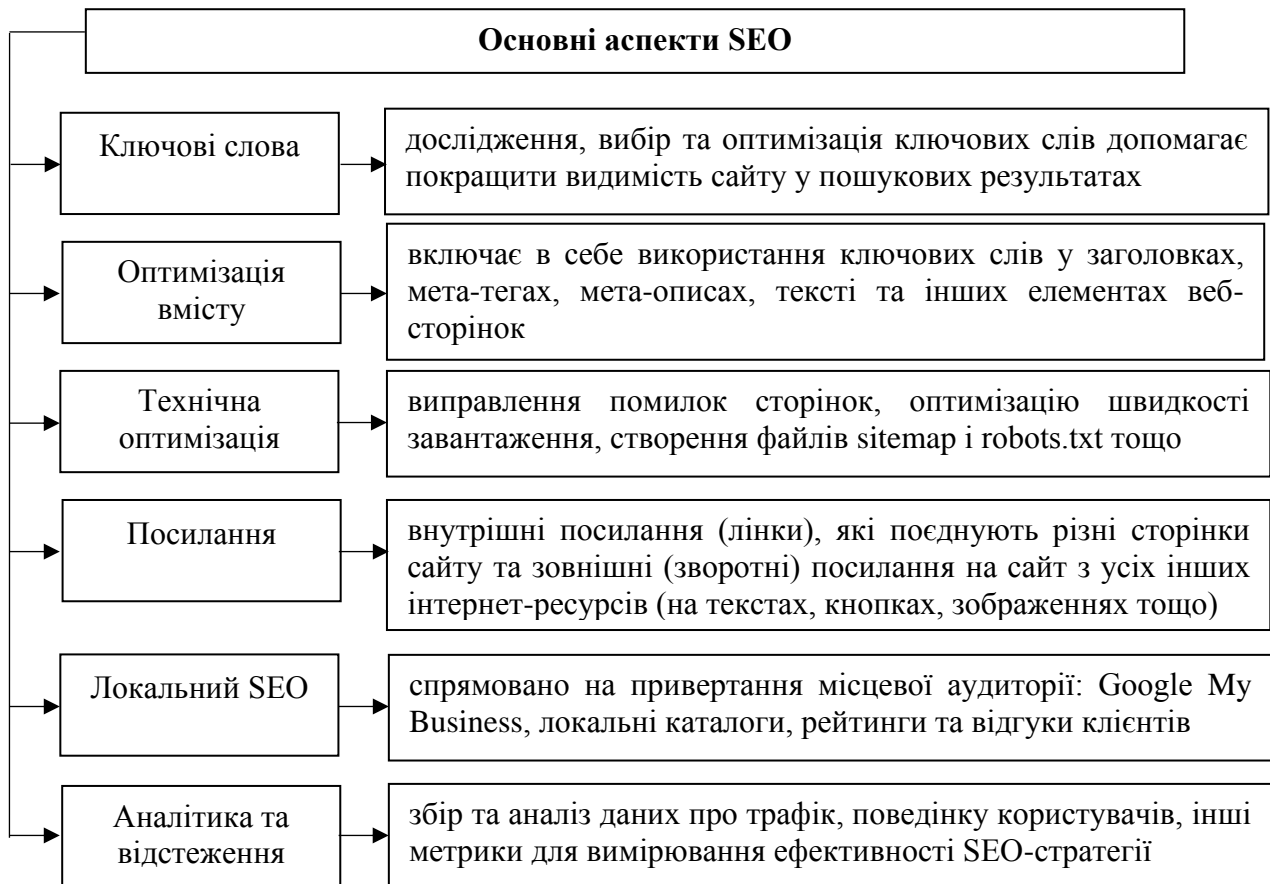 Основні аспекти SEO
Ключові слова
дослідження, вибір та оптимізація ключових слів допомагає
покращити видимість сайту у пошукових результатах
Оптимізація
вмісту
включає в себе використання ключових слів у заголовках,
мета-тегах, мета-описах, тексті та інших елементах веб-
сторінок
Технічна
оптимізація
виправлення помилок сторінок, оптимізацію швидкості
завантаження, створення файлів sitemap і robots.txt тощо
Посилання
внутрішні посилання (лінки), які поєднують різні сторінки
сайту та зовнішні (зворотні) посилання на сайт з усіх інших
інтернет-ресурсів (на текстах, кнопках, зображеннях тощо)
Локальний SEO
спрямовано на привертання місцевої аудиторії: Google My
Business, локальні каталоги, рейтинги та відгуки клієнтів
Аналітика та
відстеження
збір та аналіз даних про трафік, поведінку користувачів, інші
метрики для вимірювання ефективності SEO-стратегії